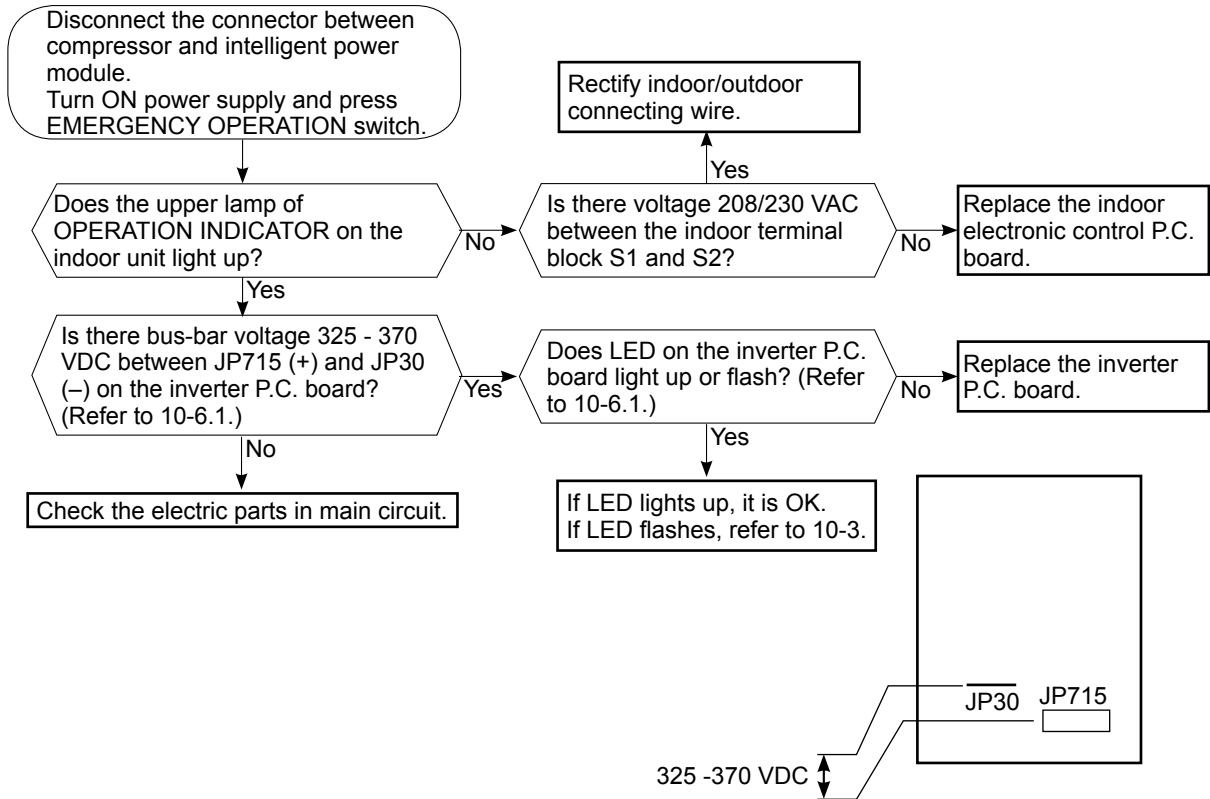 Disconnect the connector between
compressor and intelligent power
module.
Turn ON power supply and press
EMERGENCY OPERATION switch.
Rectify indoor/outdoor
connecting wire.
Yes
Does the upper lamp of
OPERATION INDICATOR on the
indoor unit light up?
No
Is there voltage 208/230 VAC
between the indoor terminal
block S1 and S2?
No
Replace the indoor
electronic control P.C.
board.
Yes
Is there bus-bar voltage 325 - 370
VDC between JP715 (+) and JP30
(–) on the inverter P.C. board?
(Refer to 10-6.1.)
Yes
Does LED on the inverter P.C.
board light up or flash? (Refer
to 10-6.1.)
No
Replace the inverter
P.C. board.
No
Yes
Check the electric parts in main circuit.
If LED lights up, it is OK.
If LED flashes, refer to 10-3.
JP30
JP715
325 -370 VDC